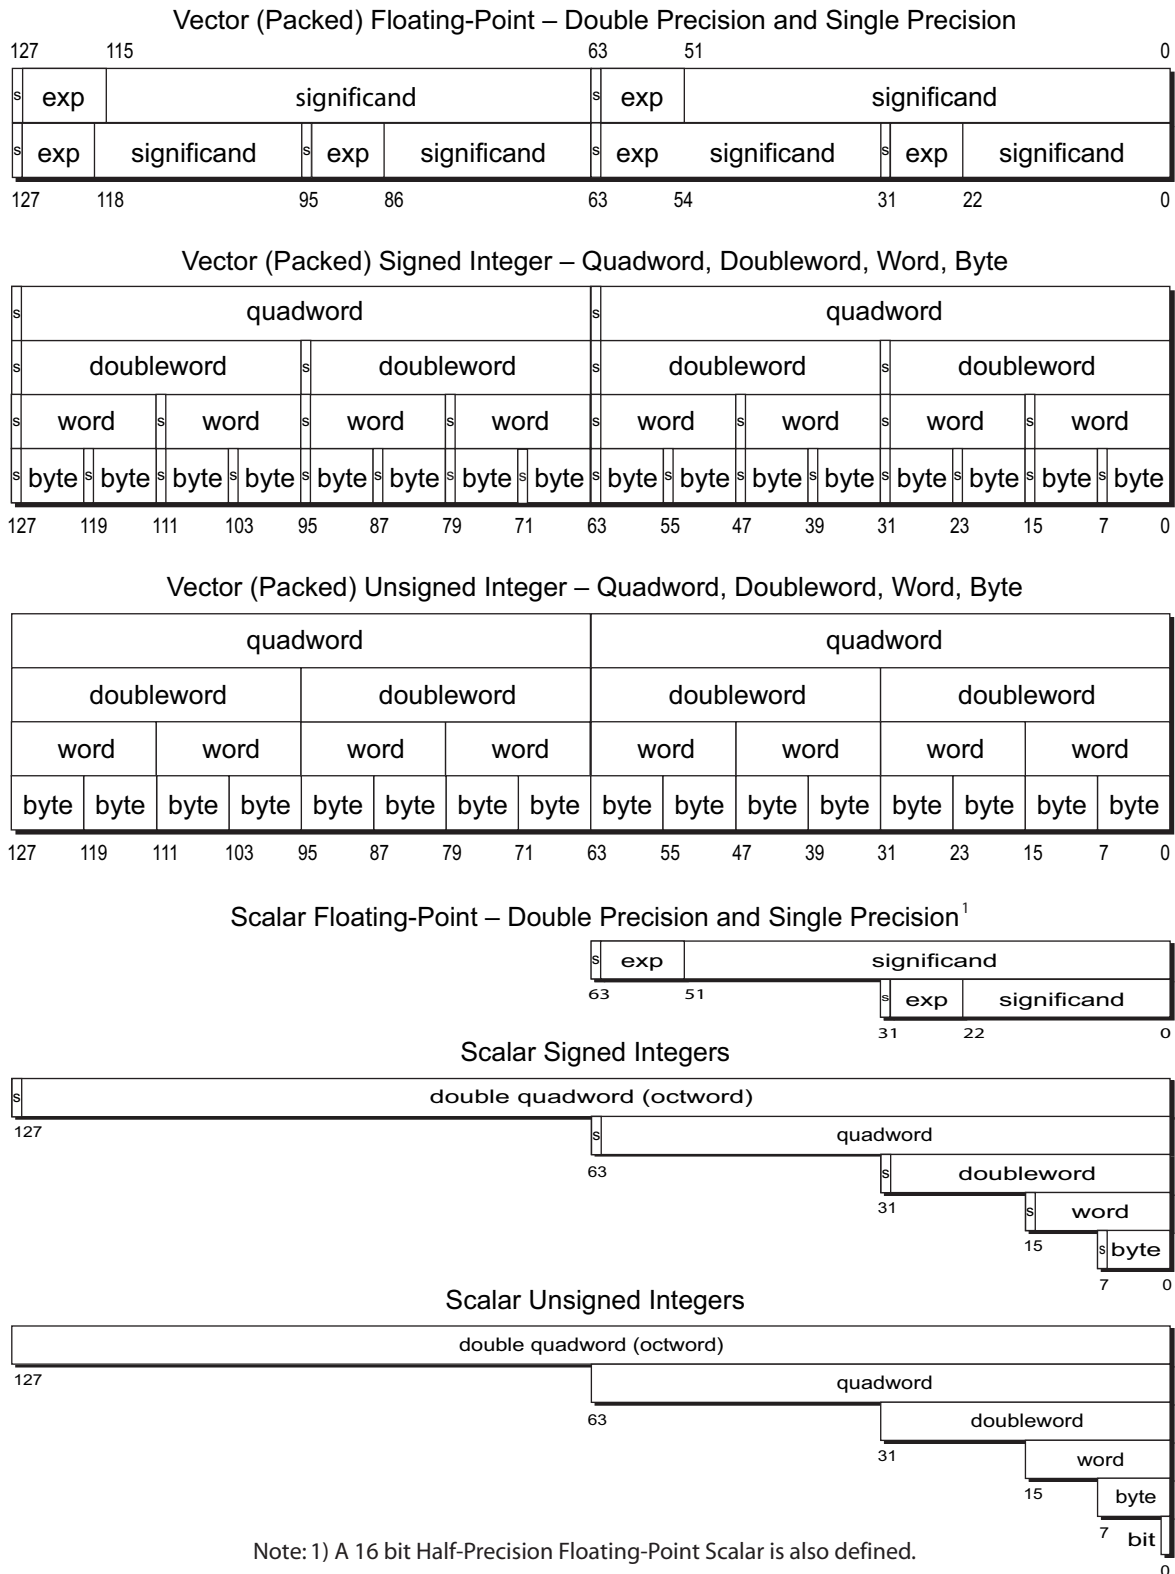 Vector (Packed) Floating-Point – Double Precision and Single Precision
127 115 63 51 0
s exp significand s exp significand
s exp significand s exp significand s exp significand s exp significand
127 118 95 86 63 54 31 22 0
Vector (Packed) Signed Integer – Quadword, Doubleword, Word, Byte
s quadword s quadword
s doubleword s doubleword s doubleword s doubleword
s word s word s word s word s word s word s word s word
s byte s byte s byte s byte s byte s byte s byte s byte s byte s byte s byte s byte s byte s byte s byte s byte
127 119 111 103 95 87 79 71 63 55 47 39 31 23 15 7 0
Vector (Packed) Unsigned Integer – Quadword, Doubleword, Word, Byte
quadword quadword
doubleword doubleword doubleword doubleword
word word word word word word word word
byte byte byte byte byte byte byte byte byte byte byte byte byte byte byte byte
127 119 111 103 95 87 79 71 63 55 47 39 31 23 15 7 0
Scalar Floating-Point – Double Precision and Single Precision¹
s exp significand
63 51
s exp significand
31 22 0
Scalar Signed Integers
s double quadword (octword)
127
s quadword
63
s doubleword
31
s word
15
s byte
7 0
Scalar Unsigned Integers
double quadword (octword)
127
quadword
63
doubleword
31
word
15
byte
7
bit
0
Note: 1) A 16 bit Half-Precision Floating-Point Scalar is also defined.